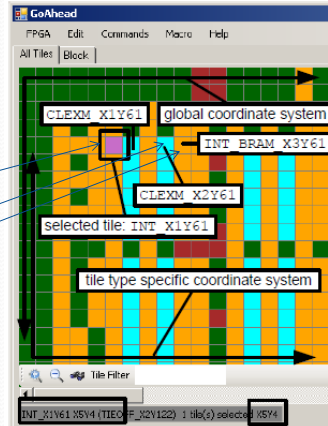 GoAhead
FPGA Edit Commands Macro Help
All Tiles Block
CLEXM_X1Y61 global coordinate system
INT_BRAM_X3Y61
CLEXM_X2Y61
selected tile: INT_X1Y61
tile type specific coordinate system
Tile Filter
INT_X1Y61 X5Y4 (TIEOFF_X2Y122) 1 tile(s) selected X5Y4